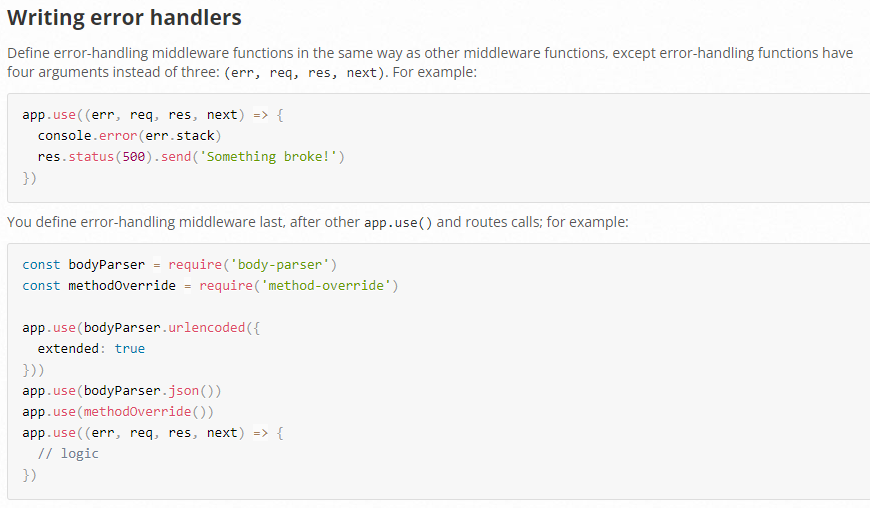 Writing error handlers
Define error-handling middleware functions in the same way as other middleware functions, except error-handling functions have
four arguments instead of three: (err, req, res, next). For example:
app.use((err, req, res, next) => {
  console.error(err.stack)
  res.status(500).send('Something broke!')
})
You define error-handling middleware last, after other app.use() and routes calls; for example:
const bodyParser = require('body-parser')
const methodOverride = require('method-override')

app.use(bodyParser.urlencoded({
  extended: true
}))
app.use(bodyParser.json())
app.use(methodOverride())
app.use((err, req, res, next) => {
  // logic
})